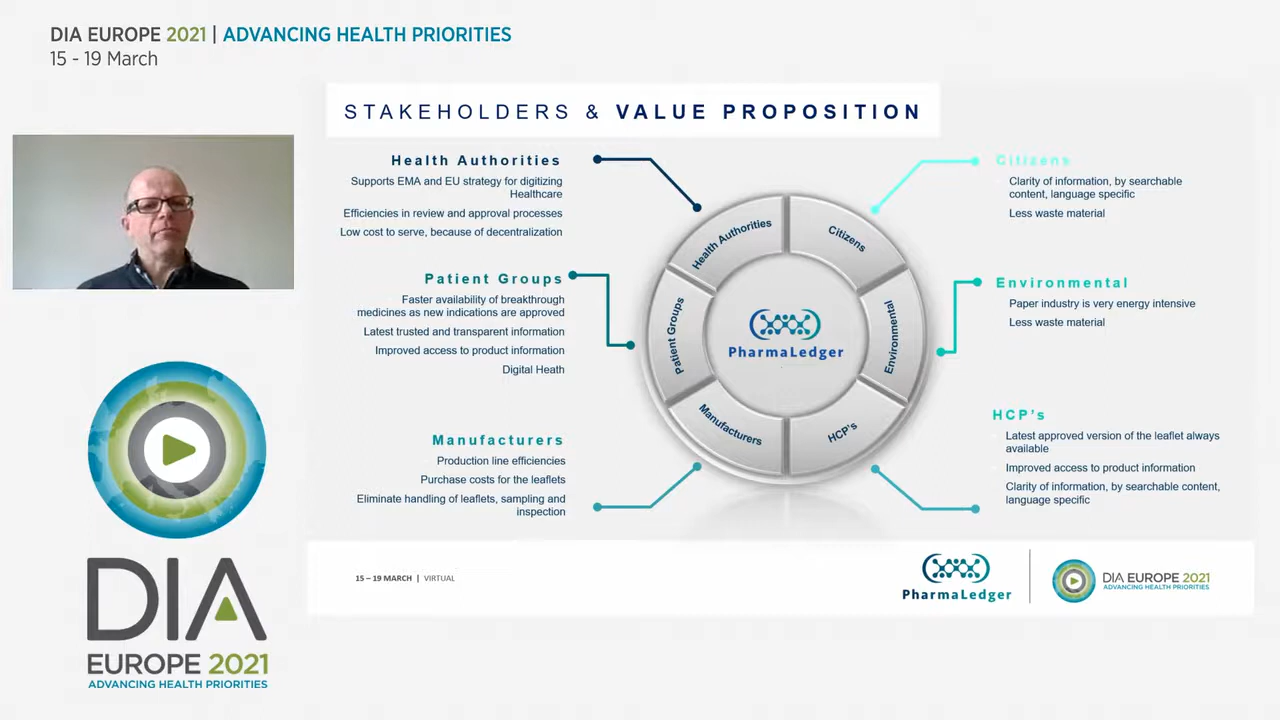 DIA EUROPE 2021 | ADVANCING HEALTH PRIORITIES
15 - 19 March
STAKEHOLDERS & VALUE PROPOSITION
Health Authorities
Supports EMA and EU strategy for digitizing
Healthcare
Efficiencies in review and approval processes
Low cost to serve, because of decentralization
Patient Groups
Faster availability of breakthrough
medicines as new indications are approved
Latest trusted and transparent information
Improved access to product information
Digital Heath
Manufacturers
Production line efficiencies
Purchase costs for the leaflets
Eliminate handling of leaflets, sampling and
inspection
Health Authorities
Citizens
Patient Groups
Environmental
Manufacturers
HCP's
PharmaLedger
Citizens
Clarity of information, by searchable
content, language specific
Less waste material
Environmental
Paper industry is very energy intensive
Less waste material
HCP's
Latest approved version of the leaflet always
available
Improved access to product information
Clarity of information, by searchable content,
language specific
15 – 19 MARCH | VIRTUAL
PharmaLedger
DIA EUROPE 2021
ADVANCING HEALTH PRIORITIES
DIA
EUROPE 2021
ADVANCING HEALTH PRIORITIES